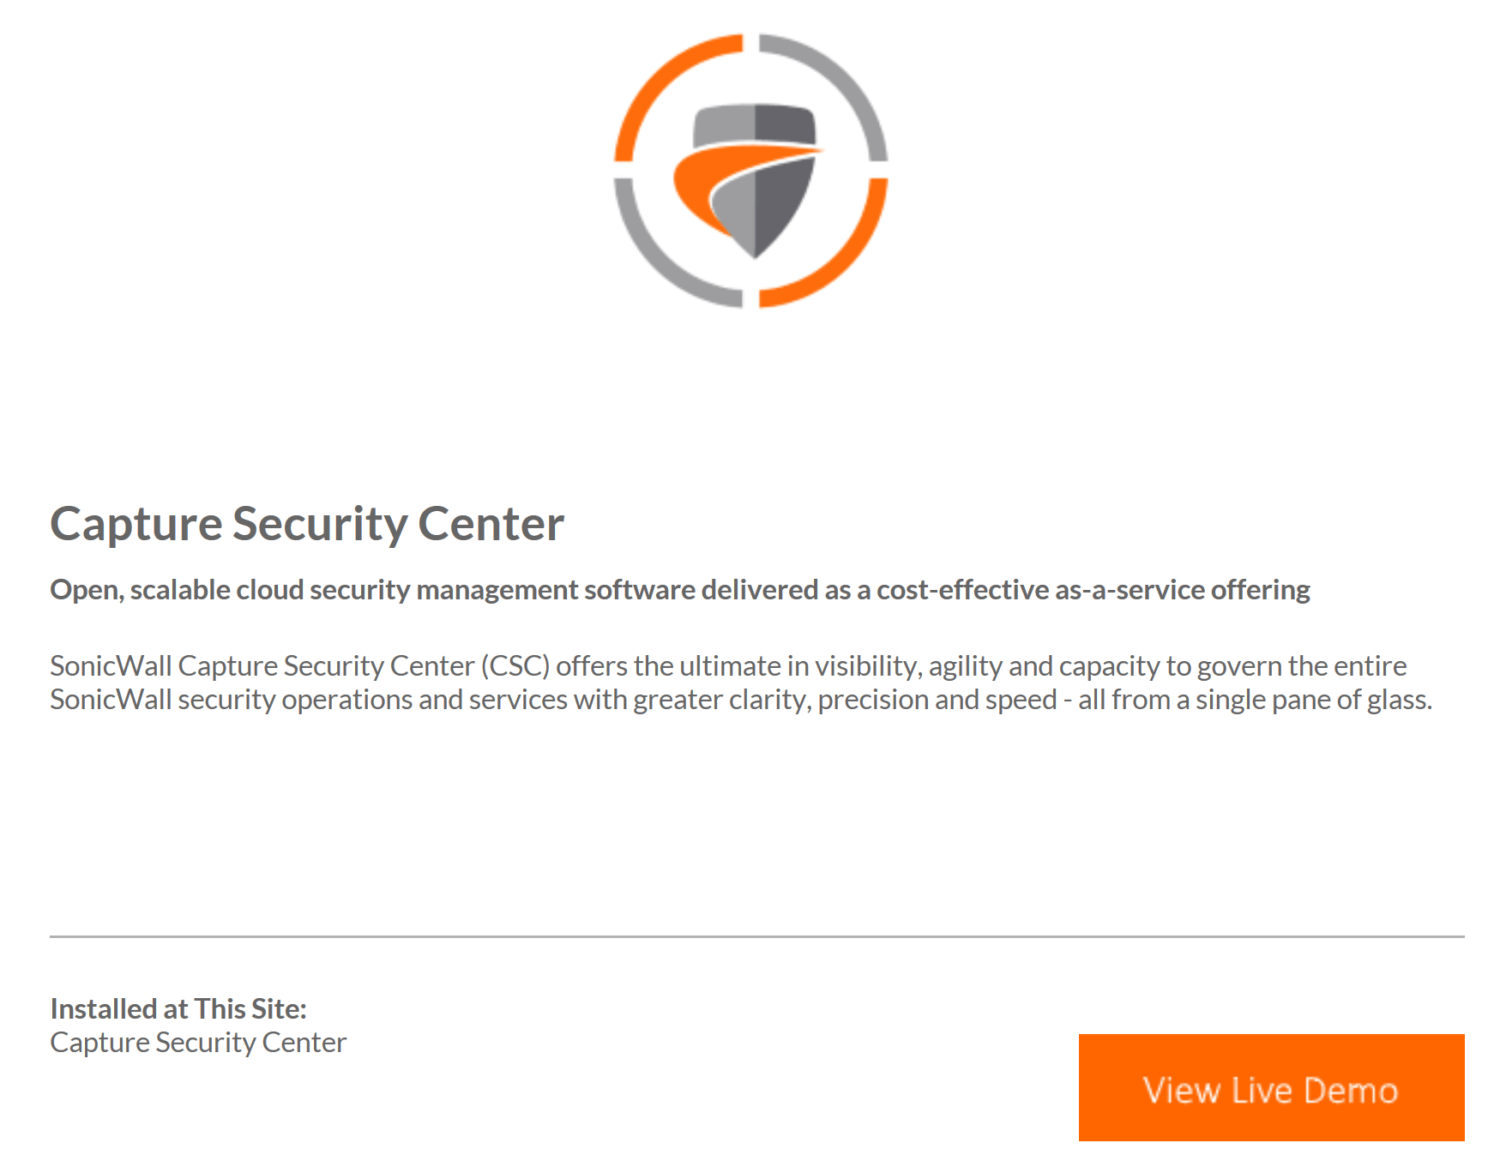 Capture Security Center
Open, scalable cloud security management software delivered as a cost-effective as-a-service offering
SonicWall Capture Security Center (CSC) offers the ultimate in visibility, agility and capacity to govern the entire
SonicWall security operations and services with greater clarity, precision and speed - all from a single pane of glass.
Installed at This Site:
Capture Security Center
View Live Demo